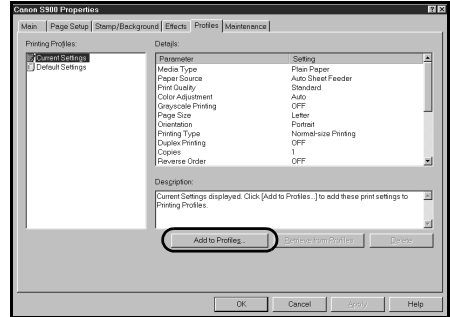 Canon S900 Properties
Main Page Setup Stamp/Background Effects Profiles Maintenance
Printing Profiles:
Current Settings
Default Settings
Details:
Parameter Setting
Media Type Plain Paper
Paper Source Auto Sheet Feeder
Print Quality Standard
Color Adjustment Auto
Grayscale Printing OFF
Page Size Letter
Orientation Portrait
Printing Type Normal-size Printing
Duplex Printing OFF
Copies 1
Reverse Order OFF
Description:
Current Settings displayed. Click [Add to Profiles...] to add these print settings to
Printing Profiles.
Add to Profiles... Retrieve from Profiles Delete
OK Cancel Apply Help